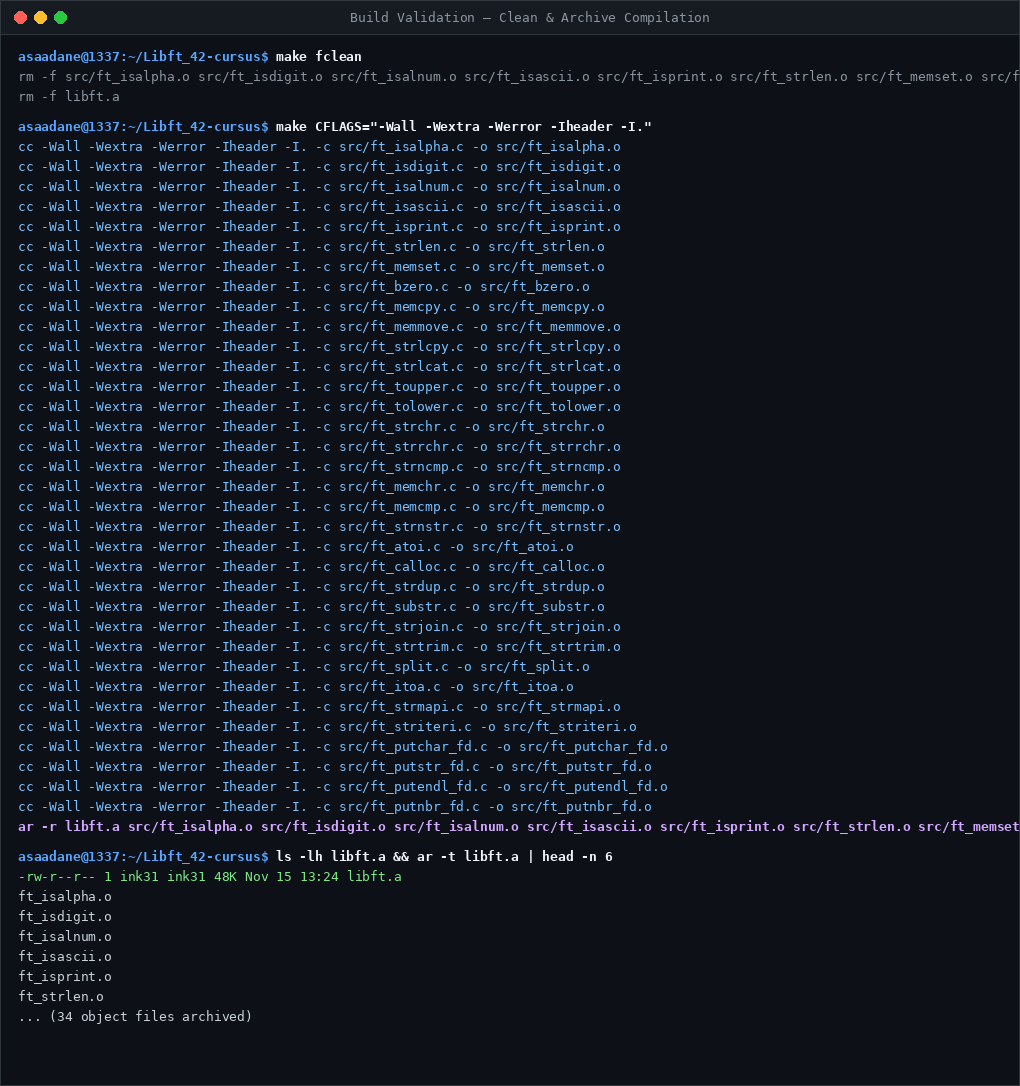 Build Validation — Clean & Archive Compilation
asaadane@1337:~/Libft_42-cursus$ make fclean
rm -f src/ft_isalpha.o src/ft_isdigit.o src/ft_isalnum.o src/ft_isascii.o src/ft_isprint.o src/ft_strlen.o src/ft_memset.o src/f
rm -f libft.a
asaadane@1337:~/Libft_42-cursus$ make CFLAGS="-Wall -Wextra -Werror -Iheader -I."
cc -Wall -Wextra -Werror -Iheader -I. -c src/ft_isalpha.c -o src/ft_isalpha.o
cc -Wall -Wextra -Werror -Iheader -I. -c src/ft_isdigit.c -o src/ft_isdigit.o
cc -Wall -Wextra -Werror -Iheader -I. -c src/ft_isalnum.c -o src/ft_isalnum.o
cc -Wall -Wextra -Werror -Iheader -I. -c src/ft_isascii.c -o src/ft_isascii.o
cc -Wall -Wextra -Werror -Iheader -I. -c src/ft_isprint.c -o src/ft_isprint.o
cc -Wall -Wextra -Werror -Iheader -I. -c src/ft_strlen.c -o src/ft_strlen.o
cc -Wall -Wextra -Werror -Iheader -I. -c src/ft_memset.c -o src/ft_memset.o
cc -Wall -Wextra -Werror -Iheader -I. -c src/ft_bzero.c -o src/ft_bzero.o
cc -Wall -Wextra -Werror -Iheader -I. -c src/ft_memcpy.c -o src/ft_memcpy.o
cc -Wall -Wextra -Werror -Iheader -I. -c src/ft_memmove.c -o src/ft_memmove.o
cc -Wall -Wextra -Werror -Iheader -I. -c src/ft_strlcpy.c -o src/ft_strlcpy.o
cc -Wall -Wextra -Werror -Iheader -I. -c src/ft_strlcat.c -o src/ft_strlcat.o
cc -Wall -Wextra -Werror -Iheader -I. -c src/ft_toupper.c -o src/ft_toupper.o
cc -Wall -Wextra -Werror -Iheader -I. -c src/ft_tolower.c -o src/ft_tolower.o
cc -Wall -Wextra -Werror -Iheader -I. -c src/ft_strchr.c -o src/ft_strchr.o
cc -Wall -Wextra -Werror -Iheader -I. -c src/ft_strrchr.c -o src/ft_strrchr.o
cc -Wall -Wextra -Werror -Iheader -I. -c src/ft_strncmp.c -o src/ft_strncmp.o
cc -Wall -Wextra -Werror -Iheader -I. -c src/ft_memchr.c -o src/ft_memchr.o
cc -Wall -Wextra -Werror -Iheader -I. -c src/ft_memcmp.c -o src/ft_memcmp.o
cc -Wall -Wextra -Werror -Iheader -I. -c src/ft_strnstr.c -o src/ft_strnstr.o
cc -Wall -Wextra -Werror -Iheader -I. -c src/ft_atoi.c -o src/ft_atoi.o
cc -Wall -Wextra -Werror -Iheader -I. -c src/ft_calloc.c -o src/ft_calloc.o
cc -Wall -Wextra -Werror -Iheader -I. -c src/ft_strdup.c -o src/ft_strdup.o
cc -Wall -Wextra -Werror -Iheader -I. -c src/ft_substr.c -o src/ft_substr.o
cc -Wall -Wextra -Werror -Iheader -I. -c src/ft_strjoin.c -o src/ft_strjoin.o
cc -Wall -Wextra -Werror -Iheader -I. -c src/ft_strtrim.c -o src/ft_strtrim.o
cc -Wall -Wextra -Werror -Iheader -I. -c src/ft_split.c -o src/ft_split.o
cc -Wall -Wextra -Werror -Iheader -I. -c src/ft_itoa.c -o src/ft_itoa.o
cc -Wall -Wextra -Werror -Iheader -I. -c src/ft_strmapi.c -o src/ft_strmapi.o
cc -Wall -Wextra -Werror -Iheader -I. -c src/ft_striteri.c -o src/ft_striteri.o
cc -Wall -Wextra -Werror -Iheader -I. -c src/ft_putchar_fd.c -o src/ft_putchar_fd.o
cc -Wall -Wextra -Werror -Iheader -I. -c src/ft_putstr_fd.c -o src/ft_putstr_fd.o
cc -Wall -Wextra -Werror -Iheader -I. -c src/ft_putendl_fd.c -o src/ft_putendl_fd.o
cc -Wall -Wextra -Werror -Iheader -I. -c src/ft_putnbr_fd.c -o src/ft_putnbr_fd.o
ar -r libft.a src/ft_isalpha.o src/ft_isdigit.o src/ft_isalnum.o src/ft_isascii.o src/ft_isprint.o src/ft_strlen.o src/ft_memset
asaadane@1337:~/Libft_42-cursus$ ls -lh libft.a && ar -t libft.a | head -n 6
-rw-r--r-- 1 ink31 ink31 48K Nov 15 13:24 libft.a
ft_isalpha.o
ft_isdigit.o
ft_isalnum.o
ft_isascii.o
ft_isprint.o
ft_strlen.o
... (34 object files archived)